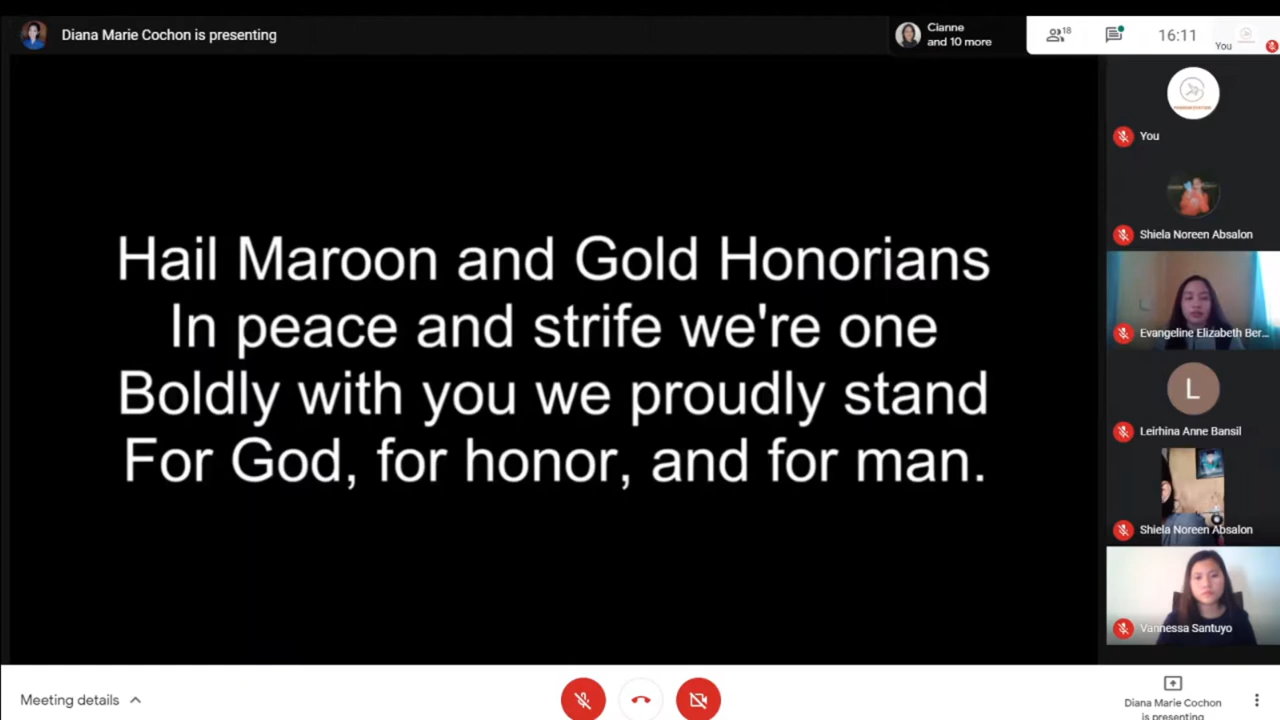 Diana Marie Cochon is presenting
Cianne
and 10 more
18
16:11
You
Hail Maroon and Gold Honorians
In peace and strife we're one
Boldly with you we proudly stand
For God, for honor, and for man.
You
Shiela Noreen Absalon
Evangeline Elizabeth Ber...
L
Leirhina Anne Bansil
Shiela Noreen Absalon
Vannessa Santuyo
Meeting details
Diana Marie Cochon
is presenting